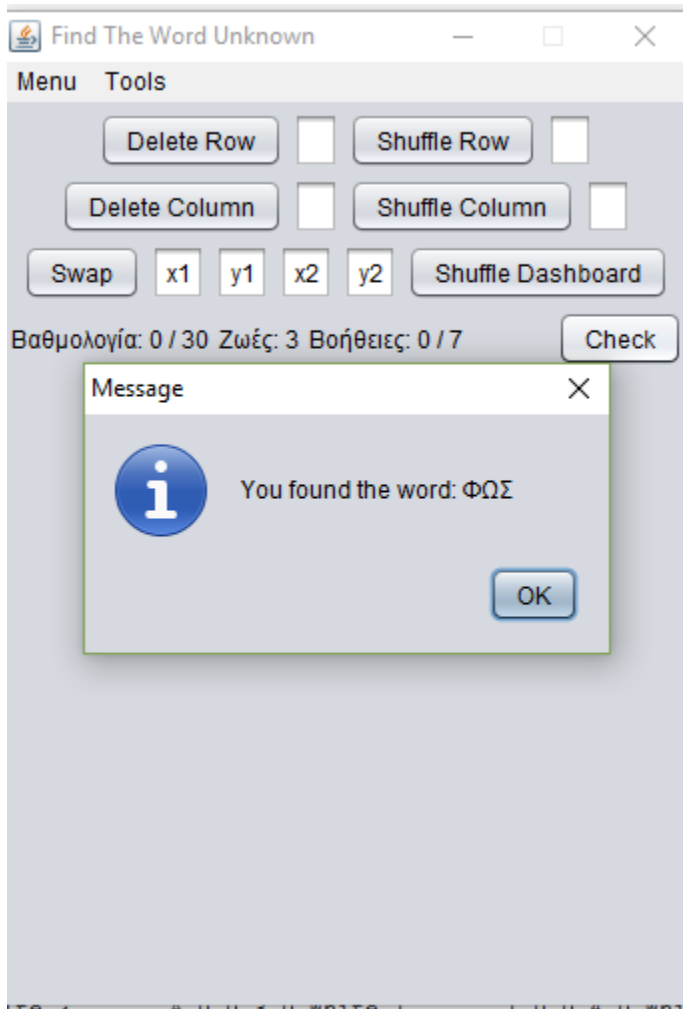 Find The Word Unknown
Menu Tools
Delete Row Shuffle Row
Delete Column Shuffle Column
Swap x1 y1 x2 y2 Shuffle Dashboard
Βαθμολογία: 0 / 30 Ζωές: 3 Βοήθειες: 0 / 7 Check
Message
You found the word: ΦΩΣ
OK